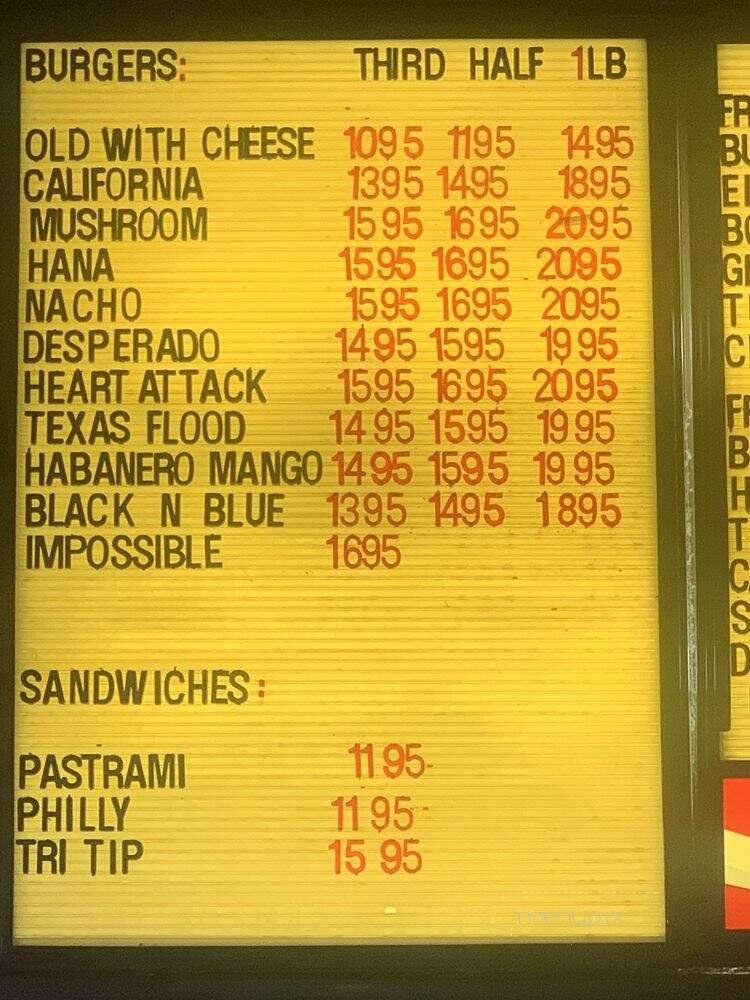 BURGERS: THIRD HALF 1LB
OLD WITH CHEESE 1095 1195 1495
CALIFORNIA 1395 1495 1895
MUSHROOM 1595 1695 2095
HANA 1595 1695 2095
NACHO 1595 1695 2095
DESPERADO 1495 1595 1995
HEART ATTACK 1595 1695 2095
TEXAS FLOOD 1495 1595 1995
HABANERO MANGO 1495 1595 1995
BLACK N BLUE 1395 1495 1895
IMPOSSIBLE 1695
SANDWICHES:
PASTRAMI 1195
PHILLY 1195
TRI TIP 1595